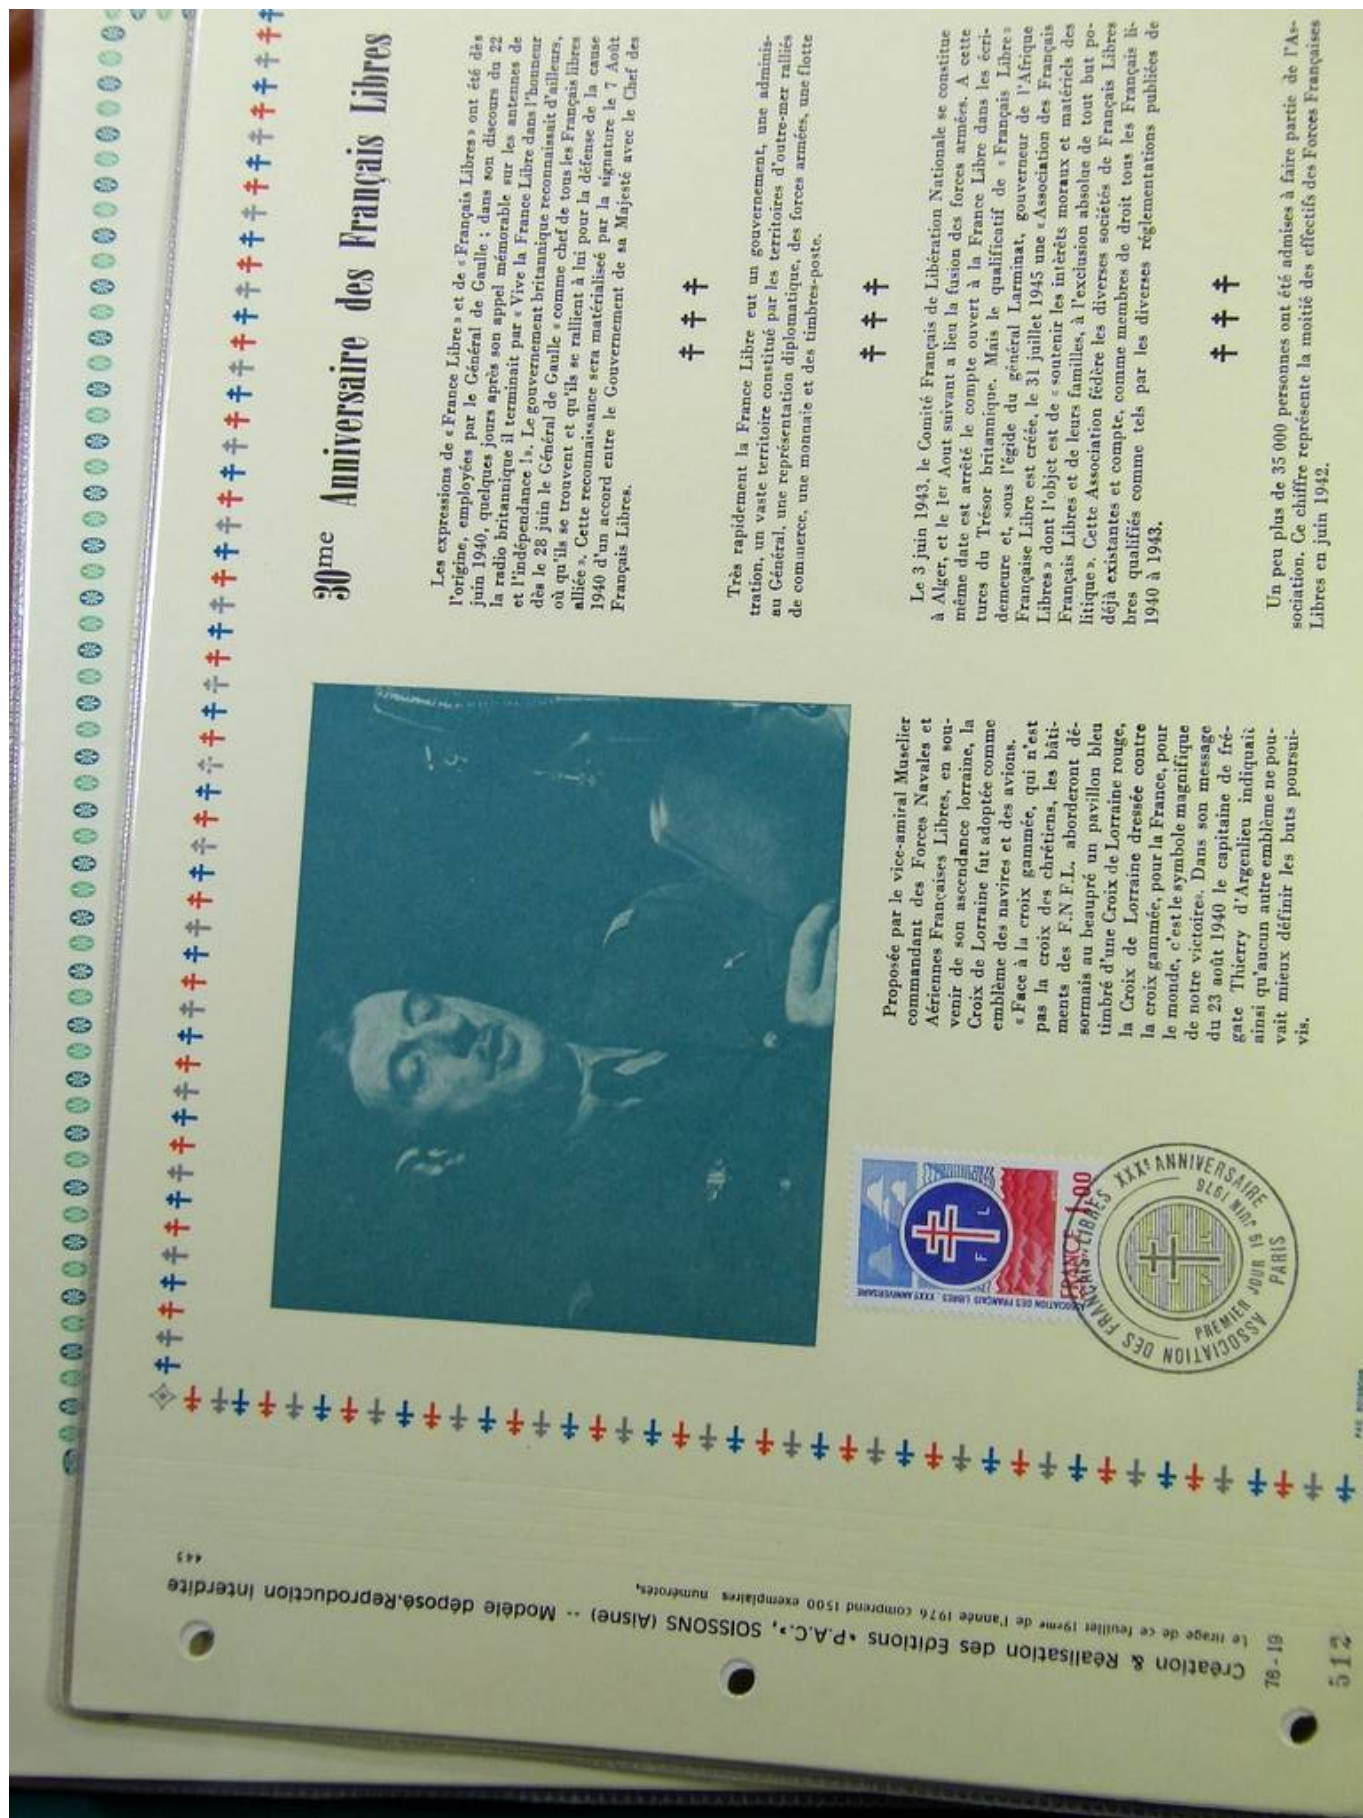 30me Anniversaire des Français Libres
Les expressions de « France Libre » et de « Français Libres » ont été dès
l'origine, employées par le Général de Gaulle ; dans son discours du 22
juin 1940, quelques jours après son appel mémorable sur les antennes de
la radio britannique il terminait par « Vive la France Libre dans l'honneur
et l'indépendance !». Le gouvernement britannique reconnaissait d'ailleurs,
dès le 28 juin le Général de Gaulle « comme chef de tous les Français libres
où qu'ils se trouvent et qu'ils se rallient à lui pour la défense de la cause
alliée ». Cette reconnaissance sera matérialiseé par la signature le 7 Août
1940 d'un accord entre le Gouvernement de sa Majesté avec le Chef des
Français Libres.
Très rapidement la France Libre eut un gouvernement, une adminis-
tration, un vaste territoire constitué par les territoires d'outre-mer ralliés
au Général, une représentation diplomatique, des forces armées, une flotte
de commerce, une monnaie et des timbres-poste.
Le 3 juin 1943, le Comité Français de Libération Nationale se constitue
à Alger, et le 1er Aout suivant a lieu la fusion des forces armées. A cette
même date est arrêté le compte ouvert à la France Libre dans les écri-
tures du Trésor britannique. Mais le qualificatif de « Français Libre »
demeure et, sous l'égide du général Larminat, gouverneur de l'Afrique
Française Libre est créée, le 31 juillet 1945 une « Association des Français
Libres » dont l'objet est de « soutenir les intérêts moraux et matériels des
Français Libres et de leurs familles, à l'exclusion absolue de tout but po-
litique ». Cette Association fédère les diverses sociétés de Français Libres
déjà existantes et compte, comme membres de droit tous les Français li-
bres qualifiés comme tels par les diverses réglementations publiées de
1940 à 1943.
Un peu plus de 35 000 personnes ont été admises à faire partie de l'As-
sociation. Ce chiffre représente la moitié des effectifs des Forces Françaises
Libres en juin 1942.
Proposée par le vice-amiral Muselier
commandant des Forces Navales et
Aériennes Françaises Libres, en sou-
venir de son ascendance lorraine, la
Croix de Lorraine fut adoptée comme
emblème des navires et des avions.
« Face à la croix gammée, qui n'est
pas la croix des chrétiens, les bâti-
ments des F.N.F.L. aborderont dé-
sormais au beaupré un pavillon bleu
timbré d'une Croix de Lorraine rouge,
la Croix de Lorraine dressée contre
la croix gammée, pour la France, pour
le monde, c'est le symbole magnifique
de notre victoire». Dans son message
du 23 août 1940 le capitaine de fré-
gate Thierry d'Argenlieu indiquait
ainsi qu'aucun autre emblème ne pou-
vait mieux définir les buts poursui-
vis.
ASSOCIATION DES FRANÇAIS LIBRES - XXXe ANNIVERSAIRE
F L
FRANCE 1,00
ASSOCIATION DES FRANÇAIS LIBRES XXXe ANNIVERSAIRE
PREMIER JOUR 19 JUIN 1976
PARIS
443
Création & Réalisation des Editions «P.A.C.», SOISSONS (Aisne) -- Modèle déposé.Reproduction interdite
Le tirage de ce feuillet 19eme de l'Année 1976 comprend 1500 exemplaires numérotés,
76-19
512